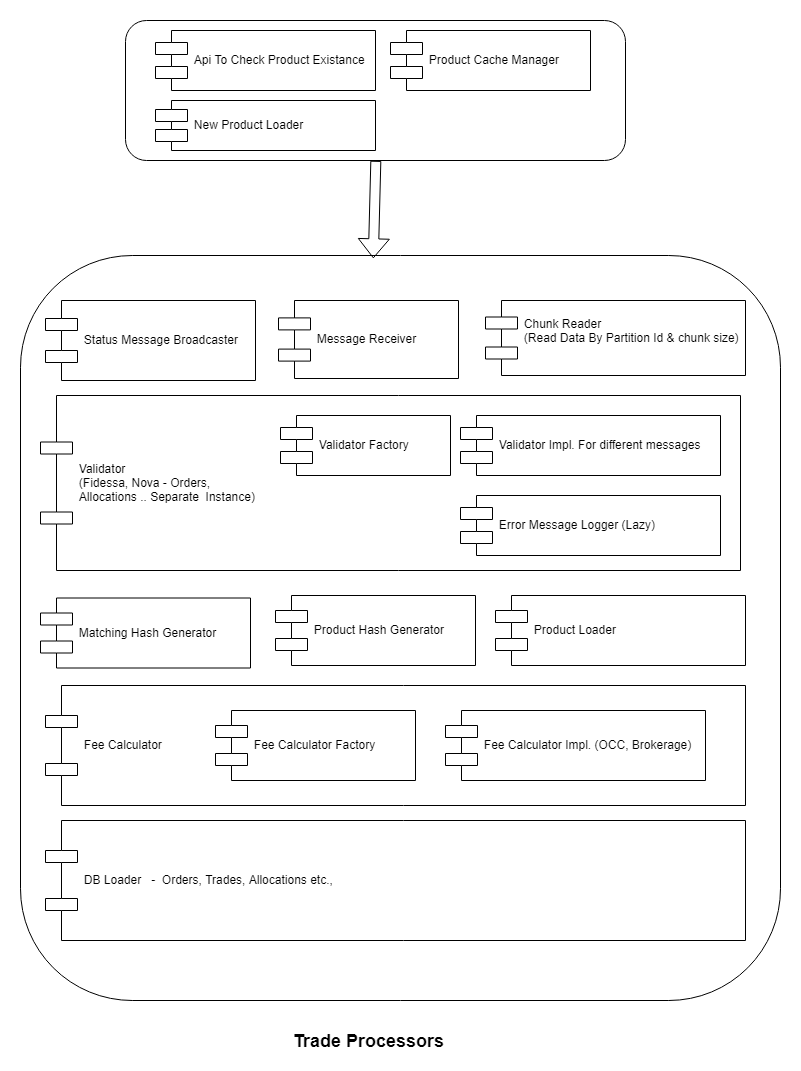 Api To Check Product Existance
Product Cache Manager
New Product Loader
Status Message Broadcaster
Message Receiver
Chunk Reader
(Read Data By Partition Id & chunk size)
Validator
(Fidessa, Nova - Orders,
Allocations .. Separate  Instance)
Validator Factory
Validator Impl. For different messages
Error Message Logger (Lazy)
Matching Hash Generator
Product Hash Generator
Product Loader
Fee Calculator
Fee Calculator Factory
Fee Calculator Impl. (OCC, Brokerage)
DB Loader   -  Orders, Trades, Allocations etc.,
Trade Processors